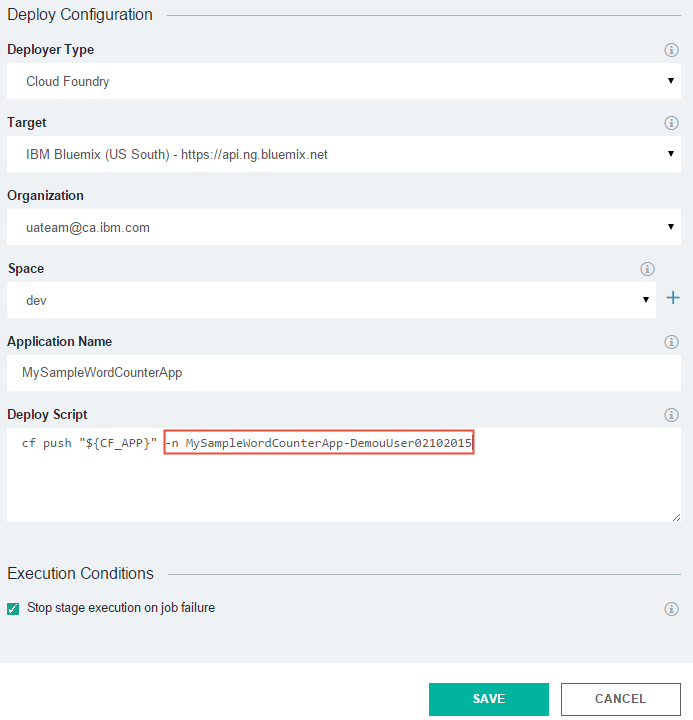 Deploy Configuration
Deployer Type
Cloud Foundry
Target
IBM Bluemix (US South) - https://api.ng.bluemix.net
Organization
uateam@ca.ibm.com
Space
dev
Application Name
MySampleWordCounterApp
Deploy Script
cf push "${CF_APP}" -n MySampleWordCounterApp-DemouUser02102015
Execution Conditions
Stop stage execution on job failure
SAVE CANCEL